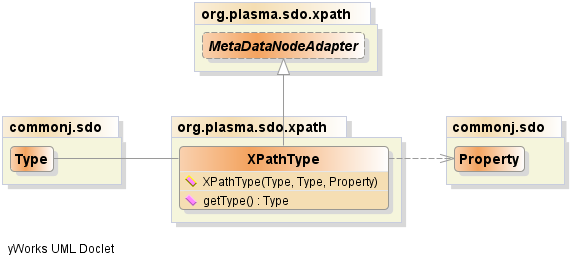 org.plasma.sdo.xpath
MetaDataNodeAdapter
commonj.sdo
Type
org.plasma.sdo.xpath
XPathType
XPathType(Type, Type, Property)
getType() : Type
commonj.sdo
Property
yWorks UML Doclet